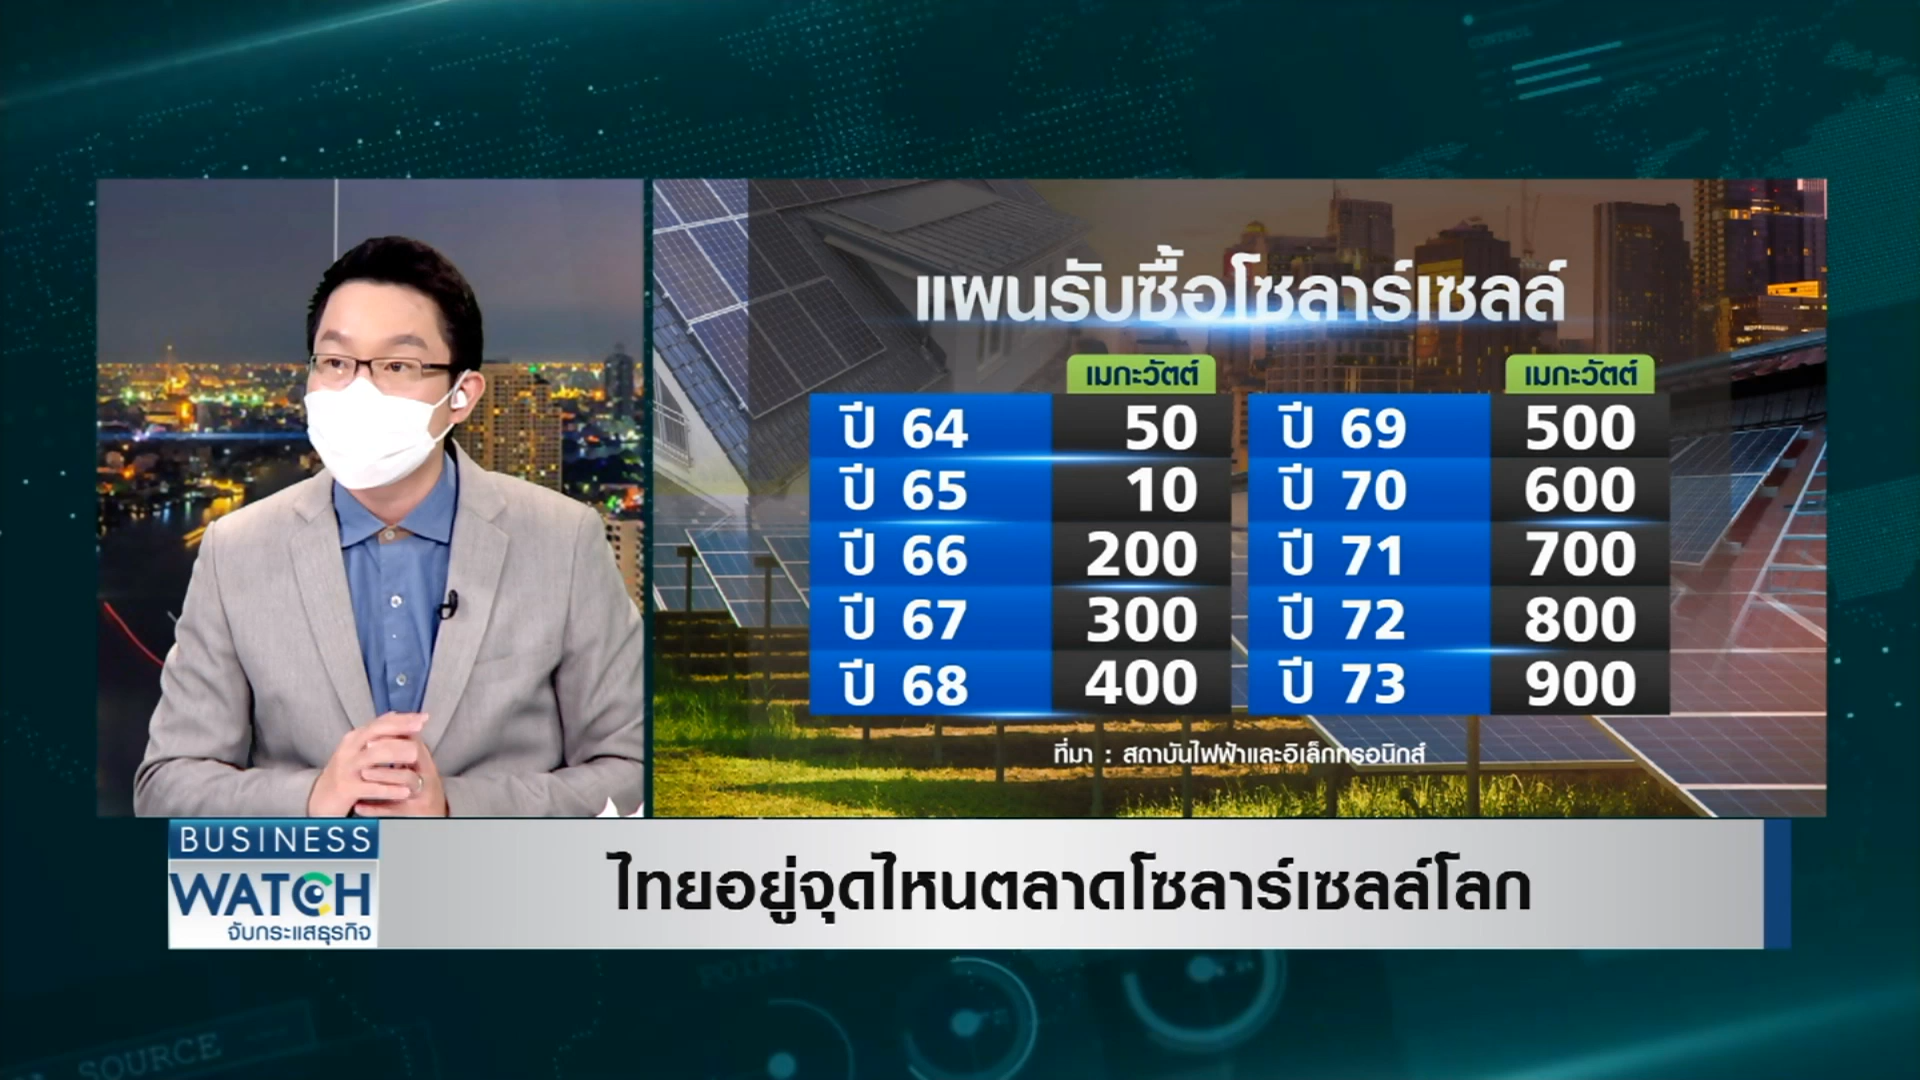 แผนรับซื้อโซลาร์เซลล์
เมกะวัตต์ เมกะวัตต์
ปี 64 50 ปี 69 500
ปี 65 10 ปี 70 600
ปี 66 200 ปี 71 700
ปี 67 300 ปี 72 800
ปี 68 400 ปี 73 900
ที่มา : สถาบันไฟฟ้าและอิเล็กทรอนิกส์
BUSINESS
WATCH
จับกระแสธุรกิจ
ไทยอยู่จุดไหนตลาดโซลาร์เซลล์โลก
SOURCE